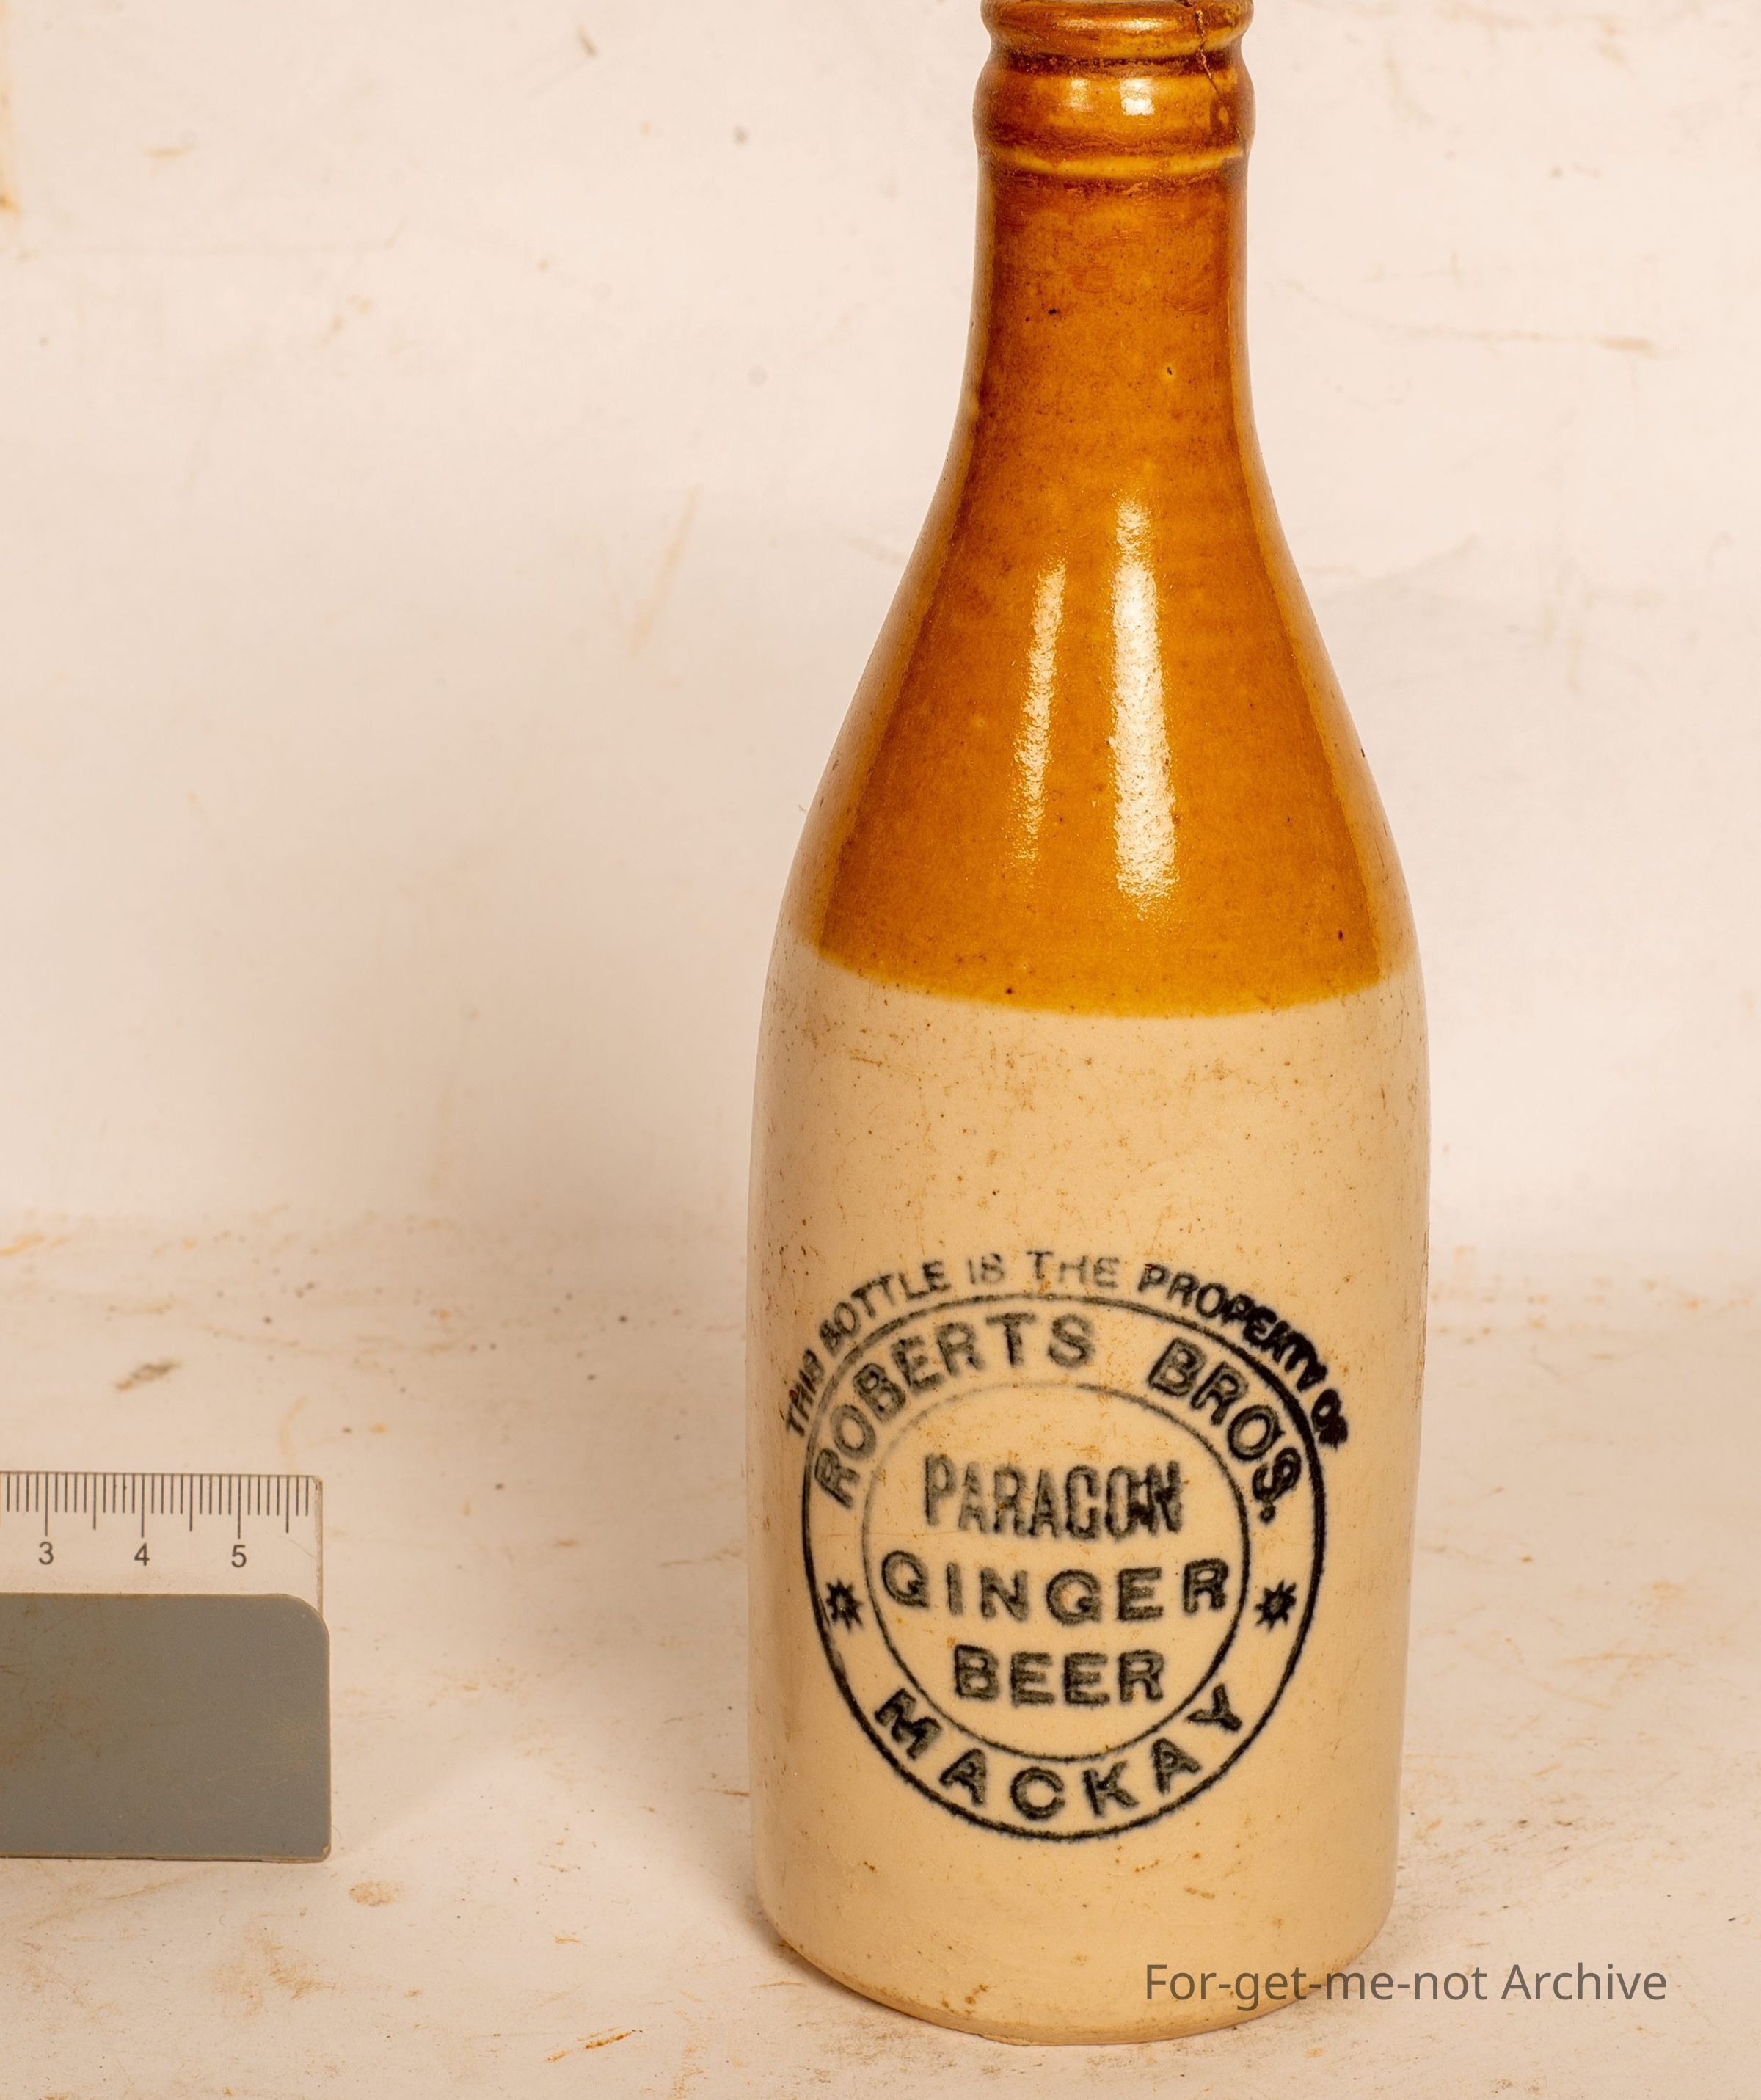 THIS BOTTLE IS THE PROPERTY OF
ROBERTS BROS.
PARAGON
GINGER
BEER
MACKAY
3 4 5
For-get-me-not Archive